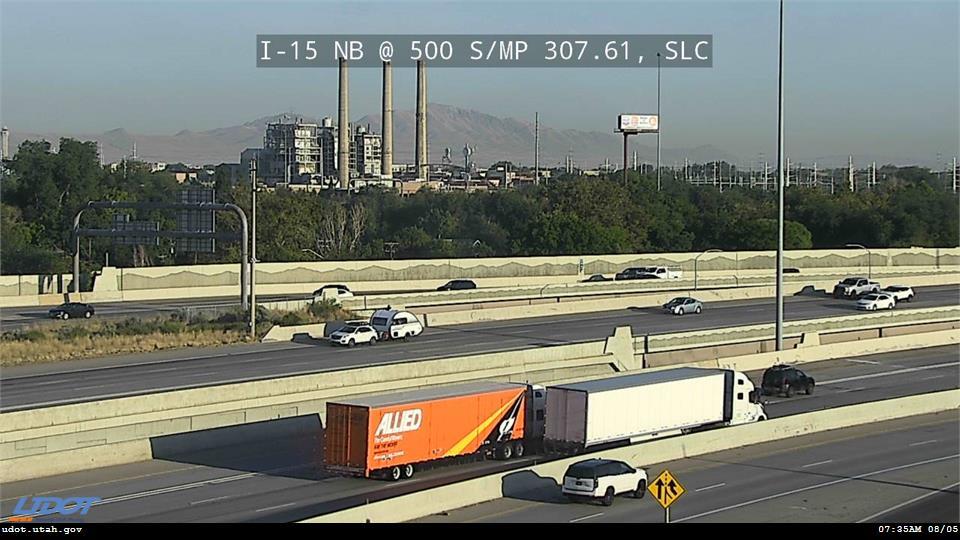 I-15 NB @ 500 S/MP 307.61, SLC
ALLIED
UDOT
udot.utah.gov
07:35AM 08/05